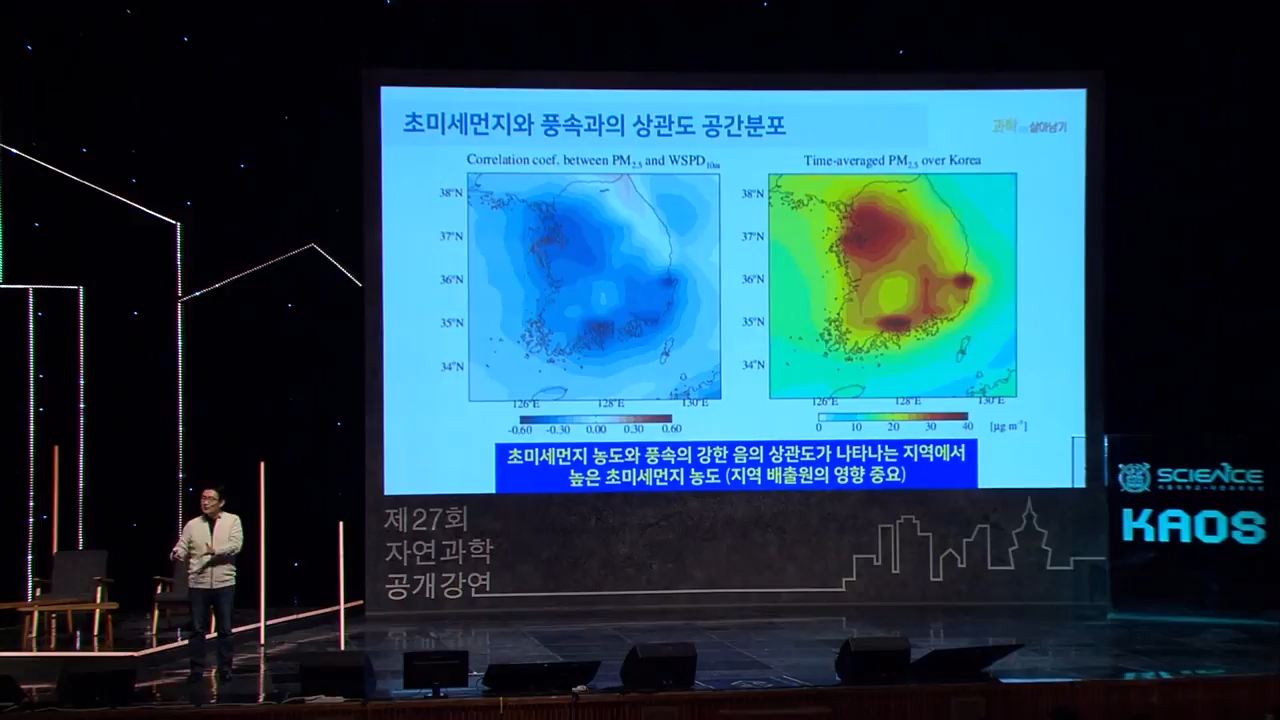 초미세먼지와 풍속과의 상관도 공간분포
과학 살아남기
Correlation coef. between PM2.5 and WSPD10m
38°N
37°N
36°N
35°N
34°N
126°E 128°E 130°E
-0.60 -0.30 0.00 0.30 0.60
Time-averaged PM2.5 over Korea
38°N
37°N
36°N
35°N
34°N
126°E 128°E 130°E
0 10 20 30 40 [μg m⁻³]
초미세먼지 농도와 풍속의 강한 음의 상관도가 나타나는 지역에서
높은 초미세먼지 농도 (지역 배출원의 영향 중요)
제27회
자연과학
공개강연
SCIENCE
KAOS